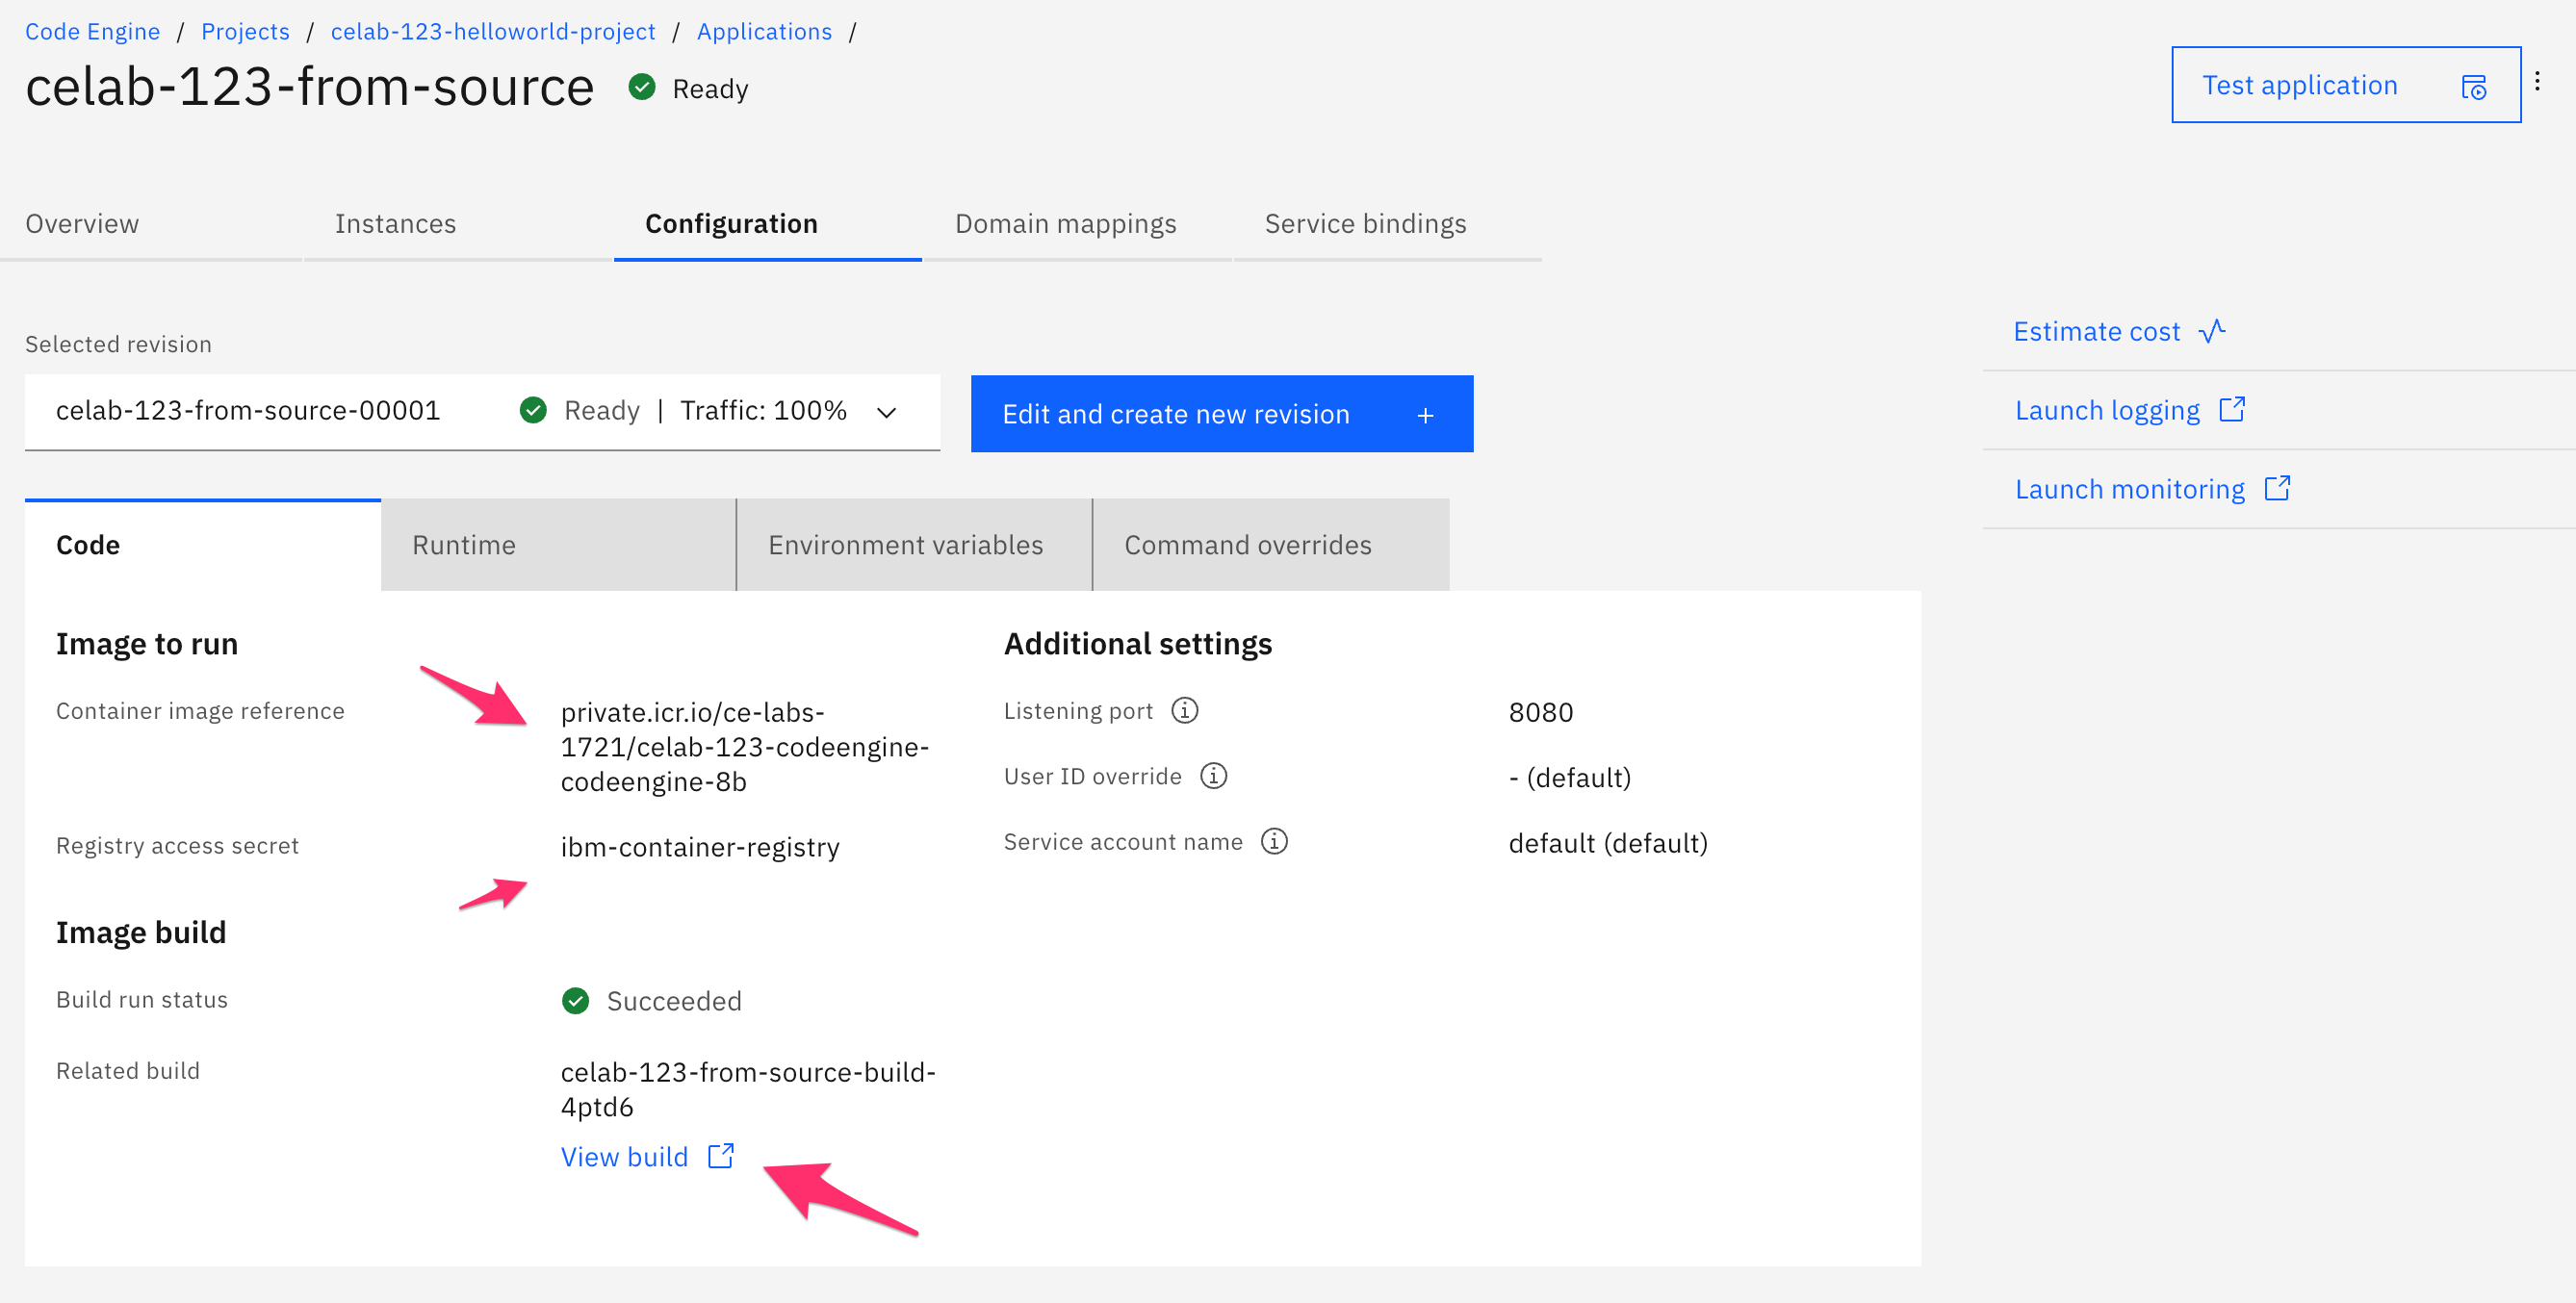 Code Engine / Projects / celab-123-helloworld-project / Applications /
celab-123-from-source Ready
Test application
Overview Instances Configuration Domain mappings Service bindings
Selected revision
celab-123-from-source-00001 Ready | Traffic: 100%
Edit and create new revision +
Estimate cost
Launch logging
Launch monitoring
Code Runtime Environment variables Command overrides
Image to run
Container image reference
private.icr.io/ce-labs-
1721/celab-123-codeengine-
codeengine-8b
Registry access secret ibm-container-registry
Image build
Build run status Succeeded
Related build
celab-123-from-source-build-
4ptd6
View build
Additional settings
Listening port 8080
User ID override - (default)
Service account name default (default)